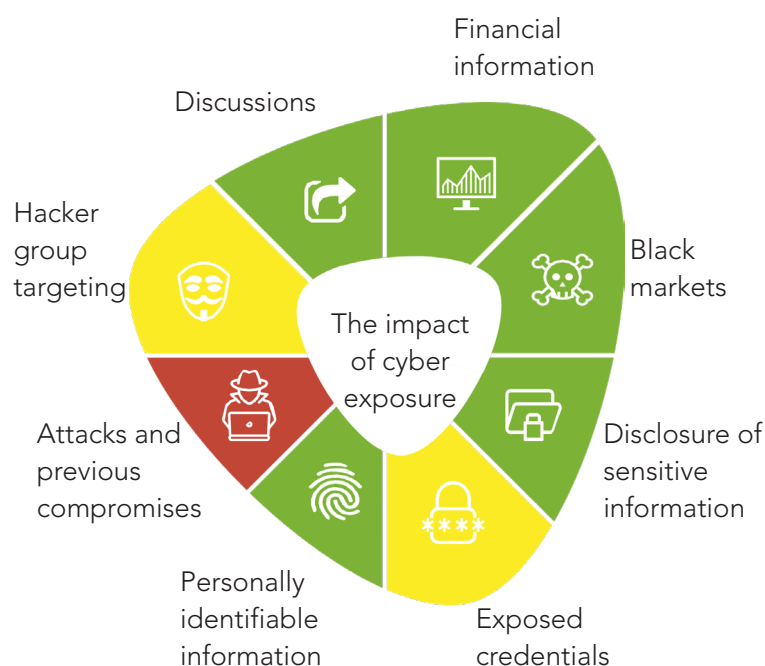 Financial
information
Discussions
Hacker
group
targeting
Black
markets
The impact
of cyber
exposure
Attacks and
previous
compromises
Disclosure of
sensitive
information
****
Personally
identifiable
information
Exposed
credentials